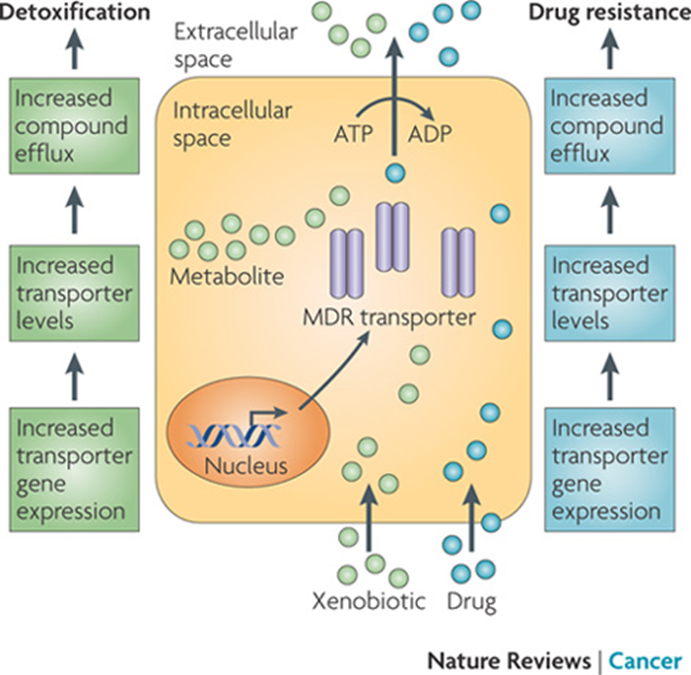 Detoxification
Drug resistance
Extracellular
space
Increased
compound
efflux
Intracellular
space
ATP
ADP
Increased
compound
efflux
Increased
transporter
levels
Metabolite
MDR transporter
Increased
transporter
levels
Increased
transporter
gene
expression
Nucleus
Increased
transporter
gene
expression
Xenobiotic
Drug
Nature Reviews | Cancer